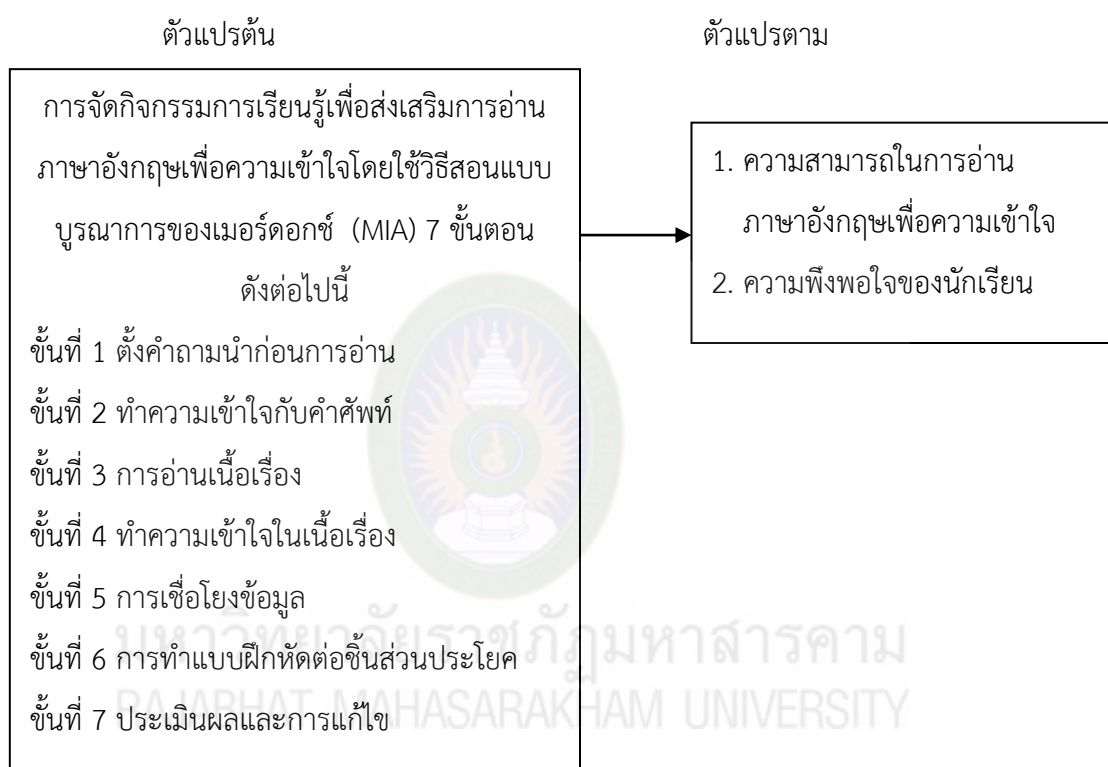 ตัวแปรต้น
ตัวแปรตาม
การจัดกิจกรรมการเรียนรู้เพื่อส่งเสริมการอ่าน
ภาษาอังกฤษเพื่อความเข้าใจโดยใช้วิธีสอนแบบ
บูรณาการของเมอร์ดอกซ์ (MIA) 7 ขั้นตอน
ดังต่อไปนี้
ขั้นที่ 1 ตั้งคำถามนำก่อนการอ่าน
ขั้นที่ 2 ทำความเข้าใจกับคำศัพท์
ขั้นที่ 3 การอ่านเนื้อเรื่อง
ขั้นที่ 4 ทำความเข้าใจในเนื้อเรื่อง
ขั้นที่ 5 การเชื่อโยงข้อมูล
ขั้นที่ 6 การทำแบบฝึกหัดต่อชิ้นส่วนประโยค
ขั้นที่ 7 ประเมินผลและการแก้ไข
1. ความสามารถในการอ่าน
ภาษาอังกฤษเพื่อความเข้าใจ
2. ความพึงพอใจของนักเรียน
มหาวิทยาลัยราชภัฏมหาสารคาม
RAJABHAT MAHASARAKHAM UNIVERSITY